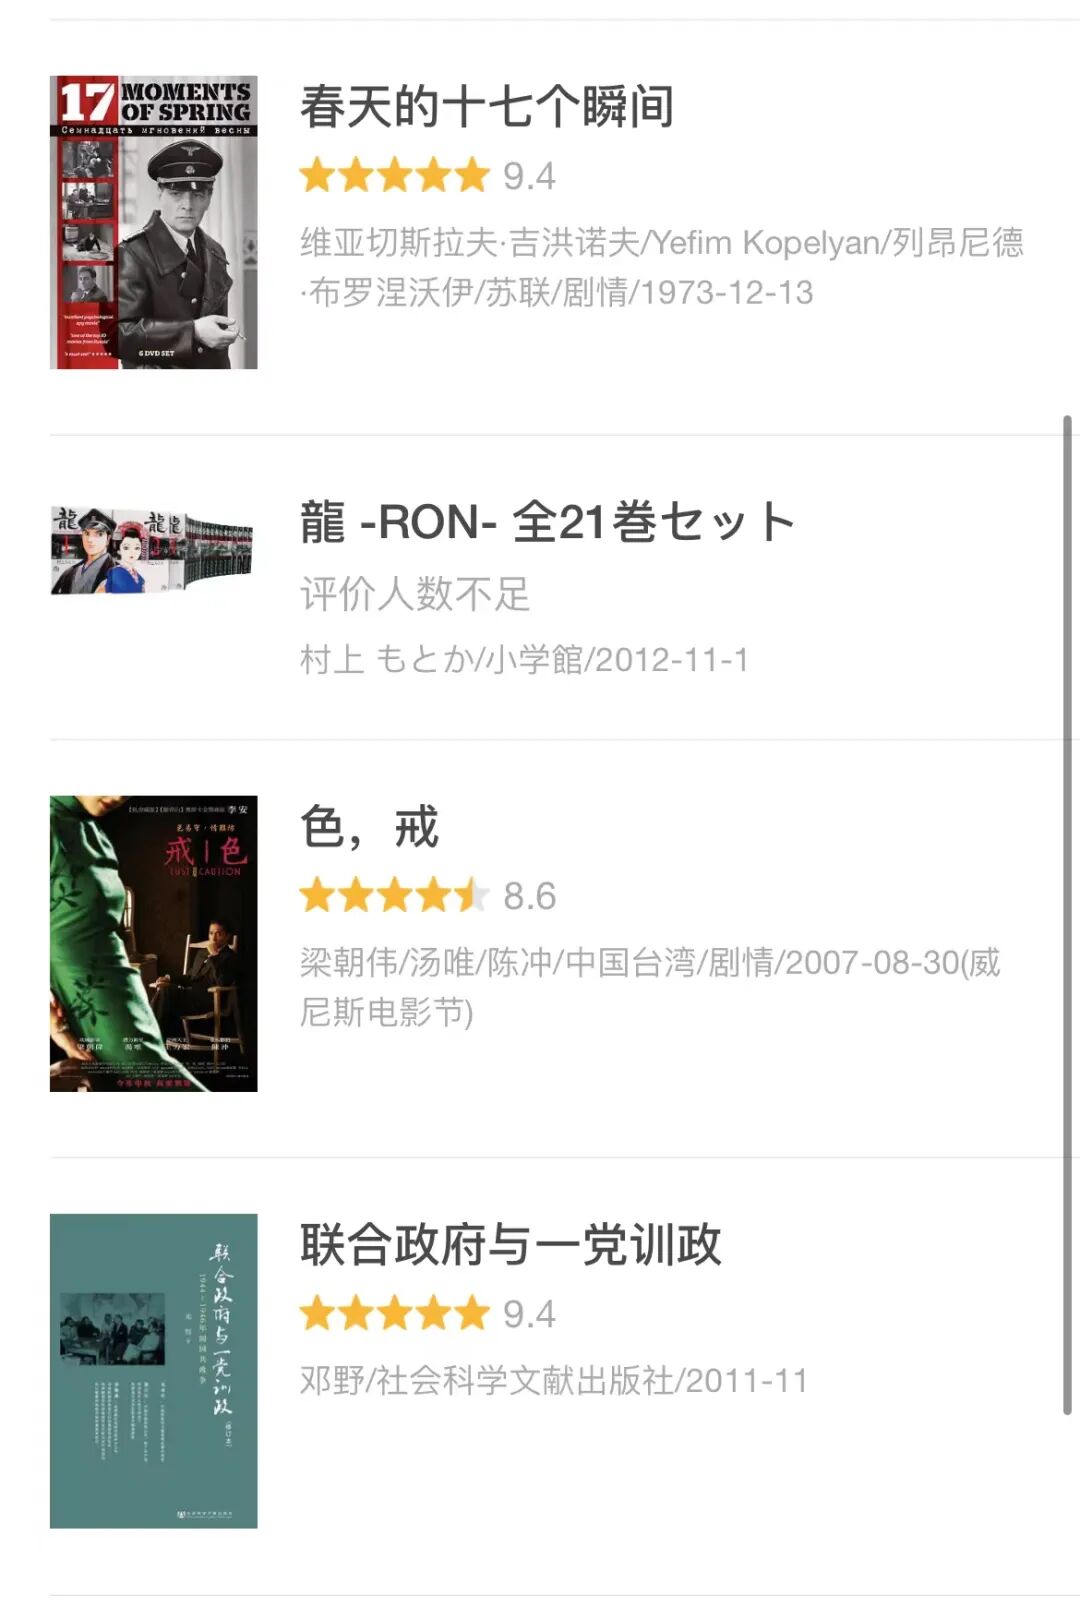 17 MOMENTS
OF SPRING
Семнадцать мгновений весны
6 DVD SET
春天的十七个瞬间
9.4
维亚切斯拉夫·吉洪诺夫/Yefim Kopelyan/列昂尼德
·布罗涅沃伊/苏联/剧情/1973-12-13
龍 龍 龍
龍 -RON- 全21巻セット
评价人数不足
村上 もとか/小学館/2012-11-1
李安
戒|色
LUST CAUTION
色，戒
8.6
梁朝伟/汤唯/陈冲/中国台湾/剧情/2007-08-30(威
尼斯电影节)
联合政府与一党训政
联合政府与一党训政
9.4
邓野/社会科学文献出版社/2011-11